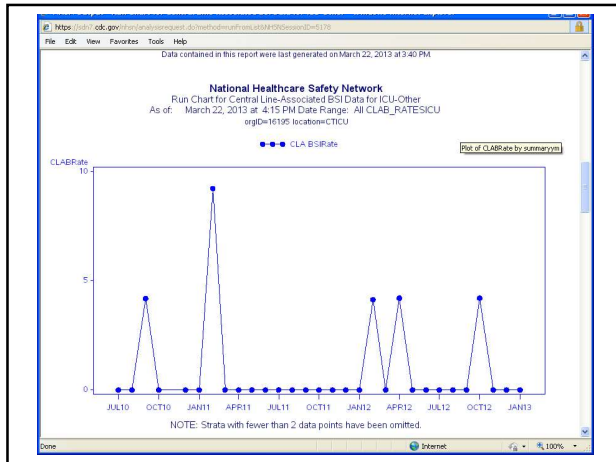 https://sdn7.cdc.gov/nhsn/analysisrequest.do?method=runFromList&NHSNSessionID=5176
File Edit View Favorites Tools Help
Data contained in this report were last generated on March 22, 2013 at 3:40 PM.
National Healthcare Safety Network
Run Chart for Central Line-Associated BSI Data for ICU-Other
As of: March 22, 2013 at 4:15 PM Date Range: All CLAB_RATESICU
orgID=16195 location=CTICU
CLA BSIRate
Plot of CLABRate by summaryym
CLABRate
10
5
0
JUL10 OCT10 JAN11 APR11 JUL11 OCT11 JAN12 APR12 JUL12 OCT12 JAN13
NOTE: Strata with fewer than 2 data points have been omitted.
Done Internet 100%